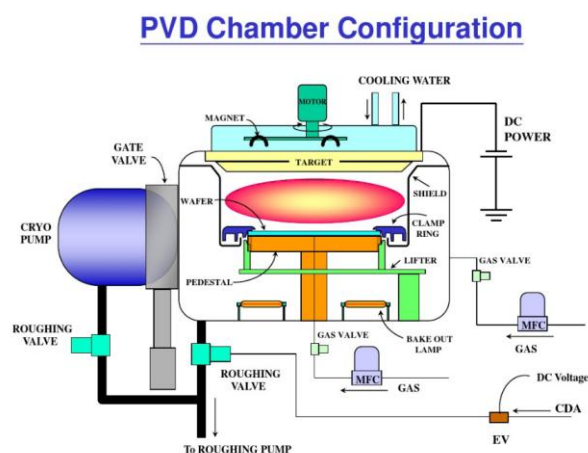 PVD Chamber Configuration
COOLING WATER
MOTOR
MAGNET
DC
POWER
GATE
VALVE
TARGET
SHIELD
WAFER
CLAMP
RING
CRYO
PUMP
GAS VALVE
LIFTER
PEDESTAL
ROUGHING
VALVE
GAS VALVE
BAKE OUT
LAMP
MFC
GAS
ROUGHING
VALVE
MFC
GAS
DC Voltage
CDA
EV
To ROUGHING PUMP